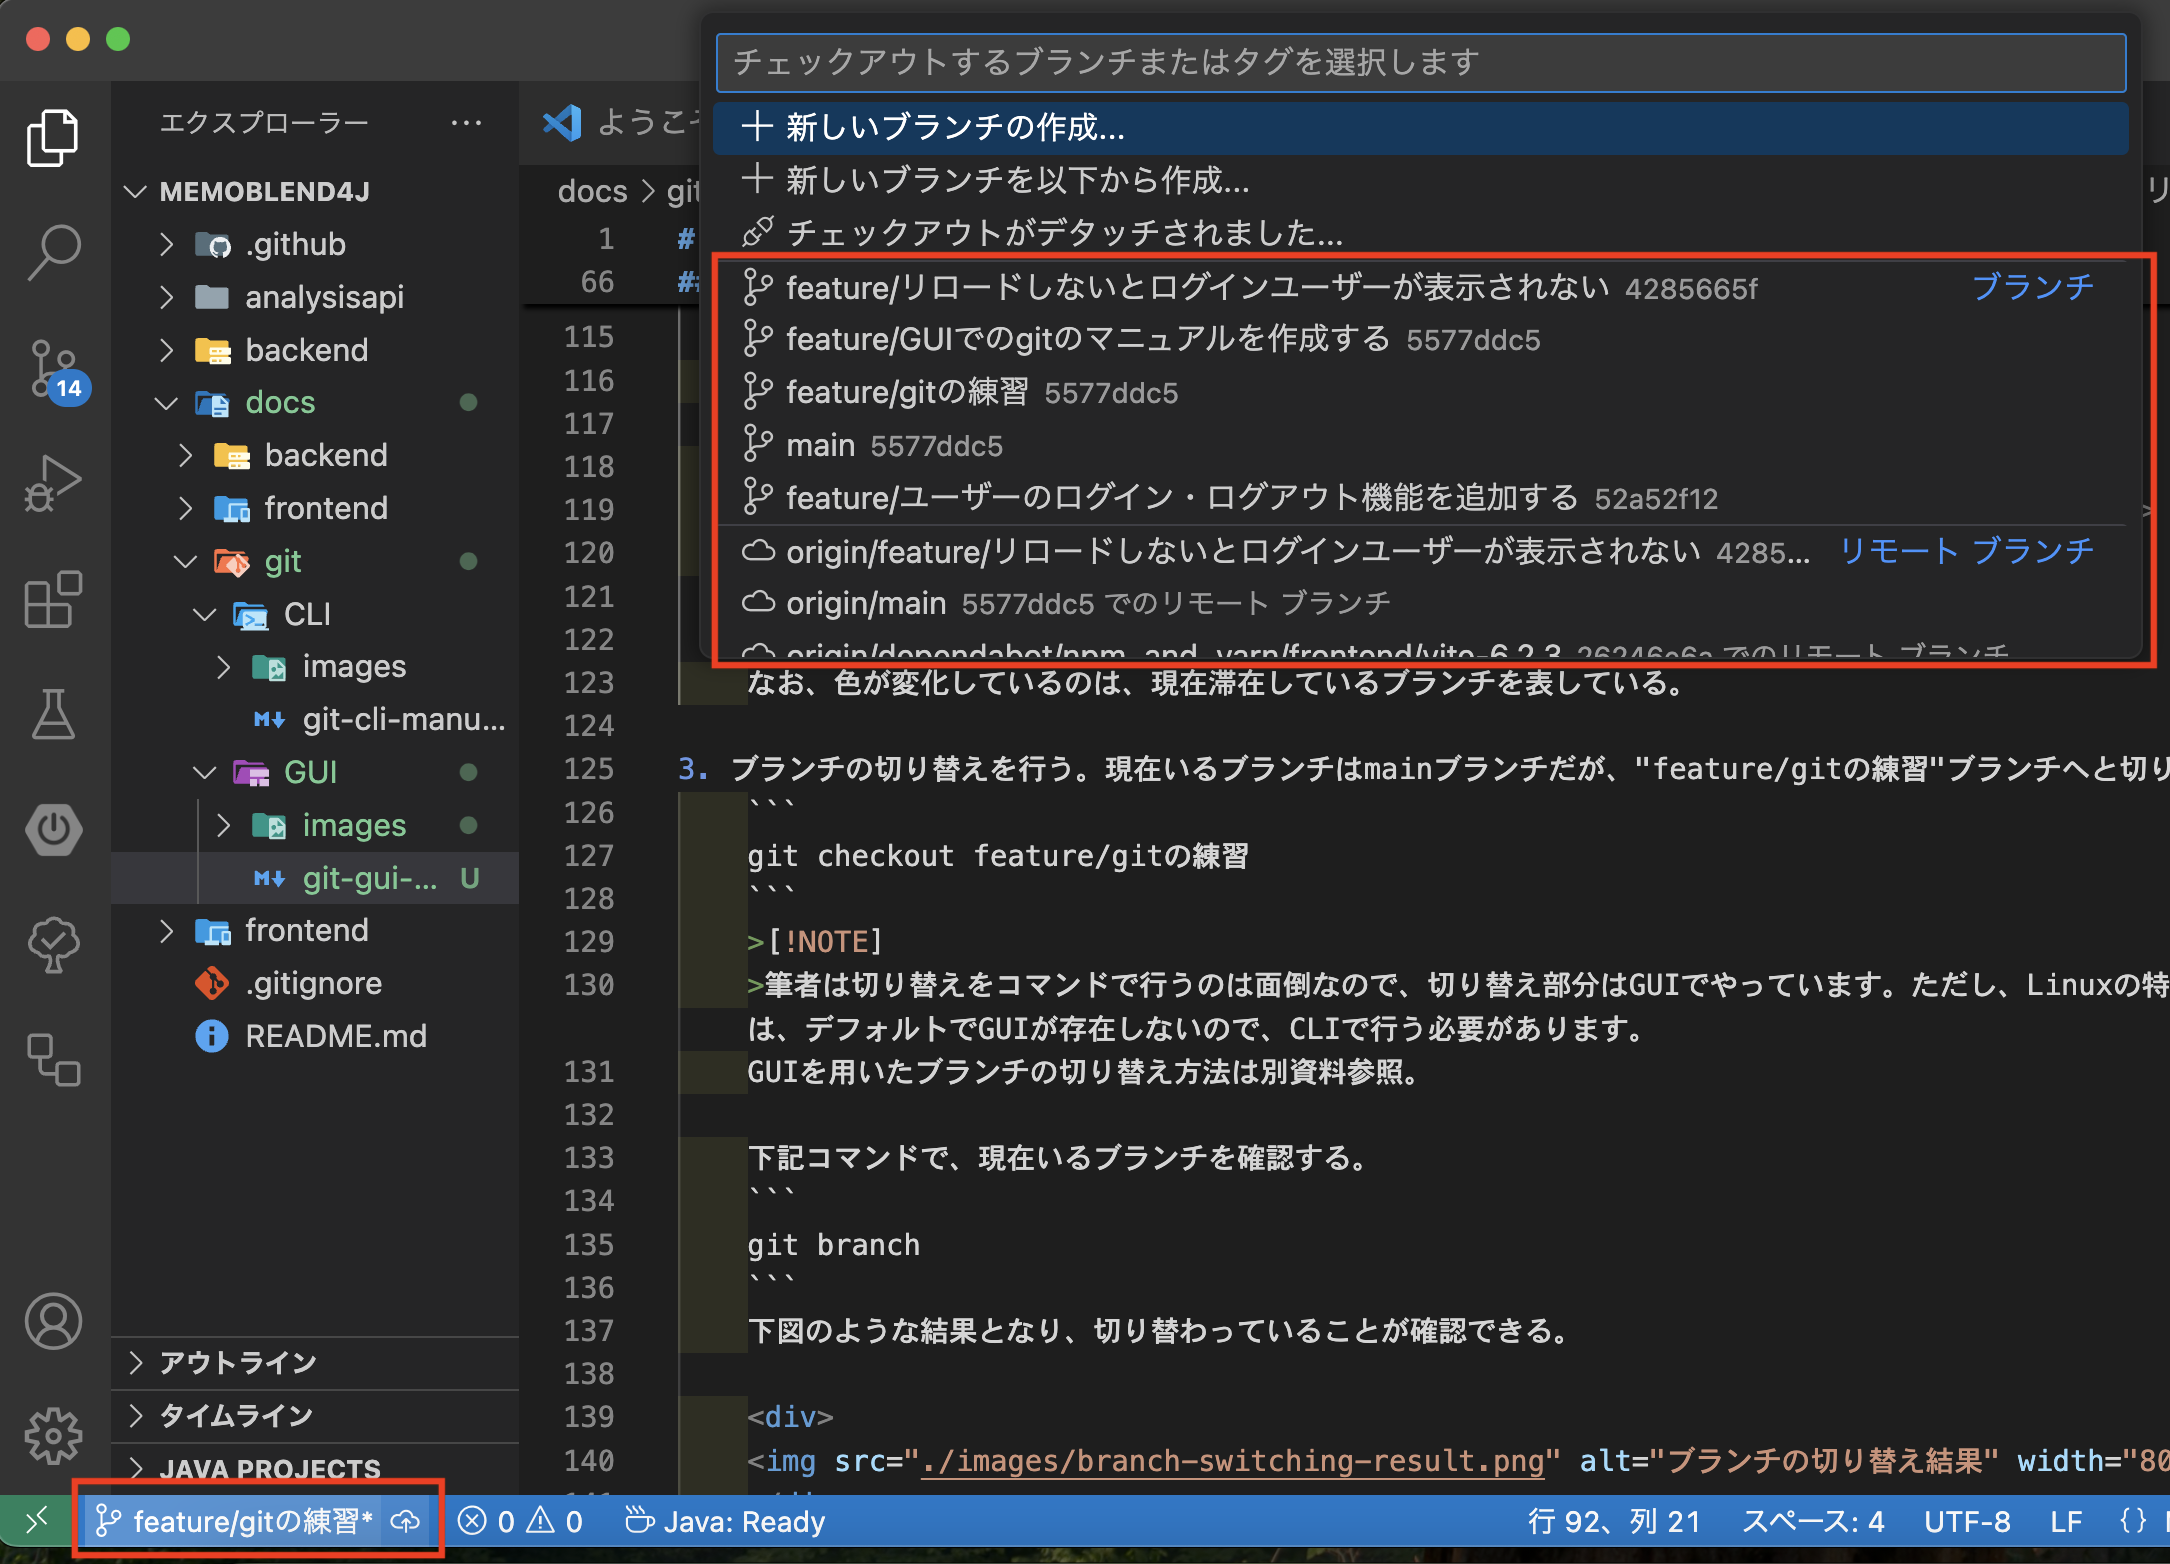 チェックアウトするブランチまたはタグを選択します
新しいブランチの作成...
新しいブランチを以下から作成...
チェックアウトがデタッチされました...
feature/リロードしないとログインユーザーが表示されない 4285665f ブランチ
feature/GUIでのgitのマニュアルを作成する 5577ddc5
feature/gitの練習 5577ddc5
main 5577ddc5
feature/ユーザーのログイン・ログアウト機能を追加する 52a52f12
origin/feature/リロードしないとログインユーザーが表示されない 4285... リモート ブランチ
origin/main 5577ddc5 でのリモート ブランチ
origin/dependabot/npm_and_yarn/frontend/vite-6.2.3 26246e6a でのリモート ブランチ
エクスプローラー ...
MEMOBLEND4J
.github
analysisapi
backend
docs
backend
frontend
git
CLI
images
git-cli-manu...
GUI
images
git-gui-... U
frontend
.gitignore
README.md
アウトライン
タイムライン
JAVA PROJECTS
14
ようこそ
docs > git
1 #
66 ##
115
116
117
118
119
120
121
122
123 なお、色が変化しているのは、現在滞在しているブランチを表している。
124
125 3. ブランチの切り替えを行う。現在いるブランチはmainブランチだが、"feature/gitの練習"ブランチへと切り
126 ```
127 git checkout feature/gitの練習
128 ```
129 >[!NOTE]
130 >筆者は切り替えをコマンドで行うのは面倒なので、切り替え部分はGUIでやっています。ただし、Linuxの特
は、デフォルトでGUIが存在しないので、CLIで行う必要があります。
131 GUIを用いたブランチの切り替え方法は別資料参照。
132
133 下記コマンドで、現在いるブランチを確認する。
134 ```
135 git branch
136 ```
137 下図のような結果となり、切り替わっていることが確認できる。
138
139 <div>
140 <img src="./images/branch-switching-result.png" alt="ブランチの切り替え結果" width="80
feature/gitの練習* 0 0 Java: Ready 行 92、列 21 スペース: 4 UTF-8 LF {}